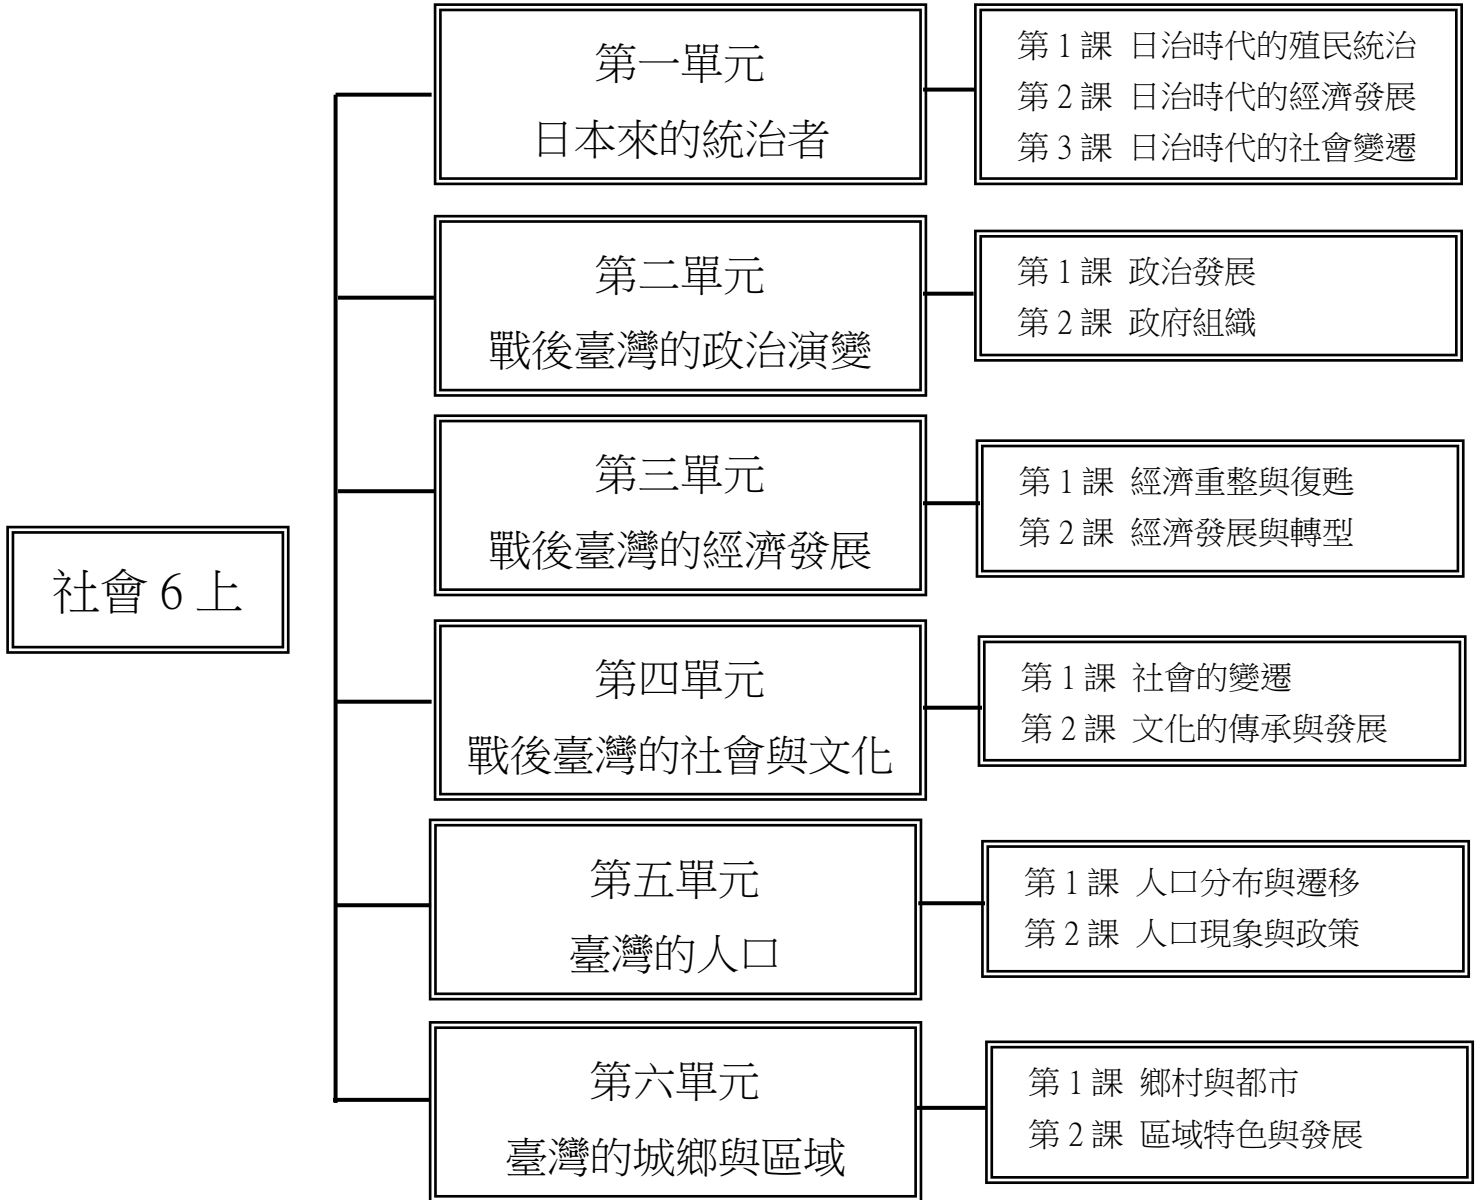 社會 6 上
第一單元
日本來的統治者
第 1 課 日治時代的殖民統治
第 2 課 日治時代的經濟發展
第 3 課 日治時代的社會變遷
第二單元
戰後臺灣的政治演變
第 1 課 政治發展
第 2 課 政府組織
第三單元
戰後臺灣的經濟發展
第 1 課 經濟重整與復甦
第 2 課 經濟發展與轉型
第四單元
戰後臺灣的社會與文化
第 1 課 社會的變遷
第 2 課 文化的傳承與發展
第五單元
臺灣的人口
第 1 課 人口分布與遷移
第 2 課 人口現象與政策
第六單元
臺灣的城鄉與區域
第 1 課 鄉村與都市
第 2 課 區域特色與發展